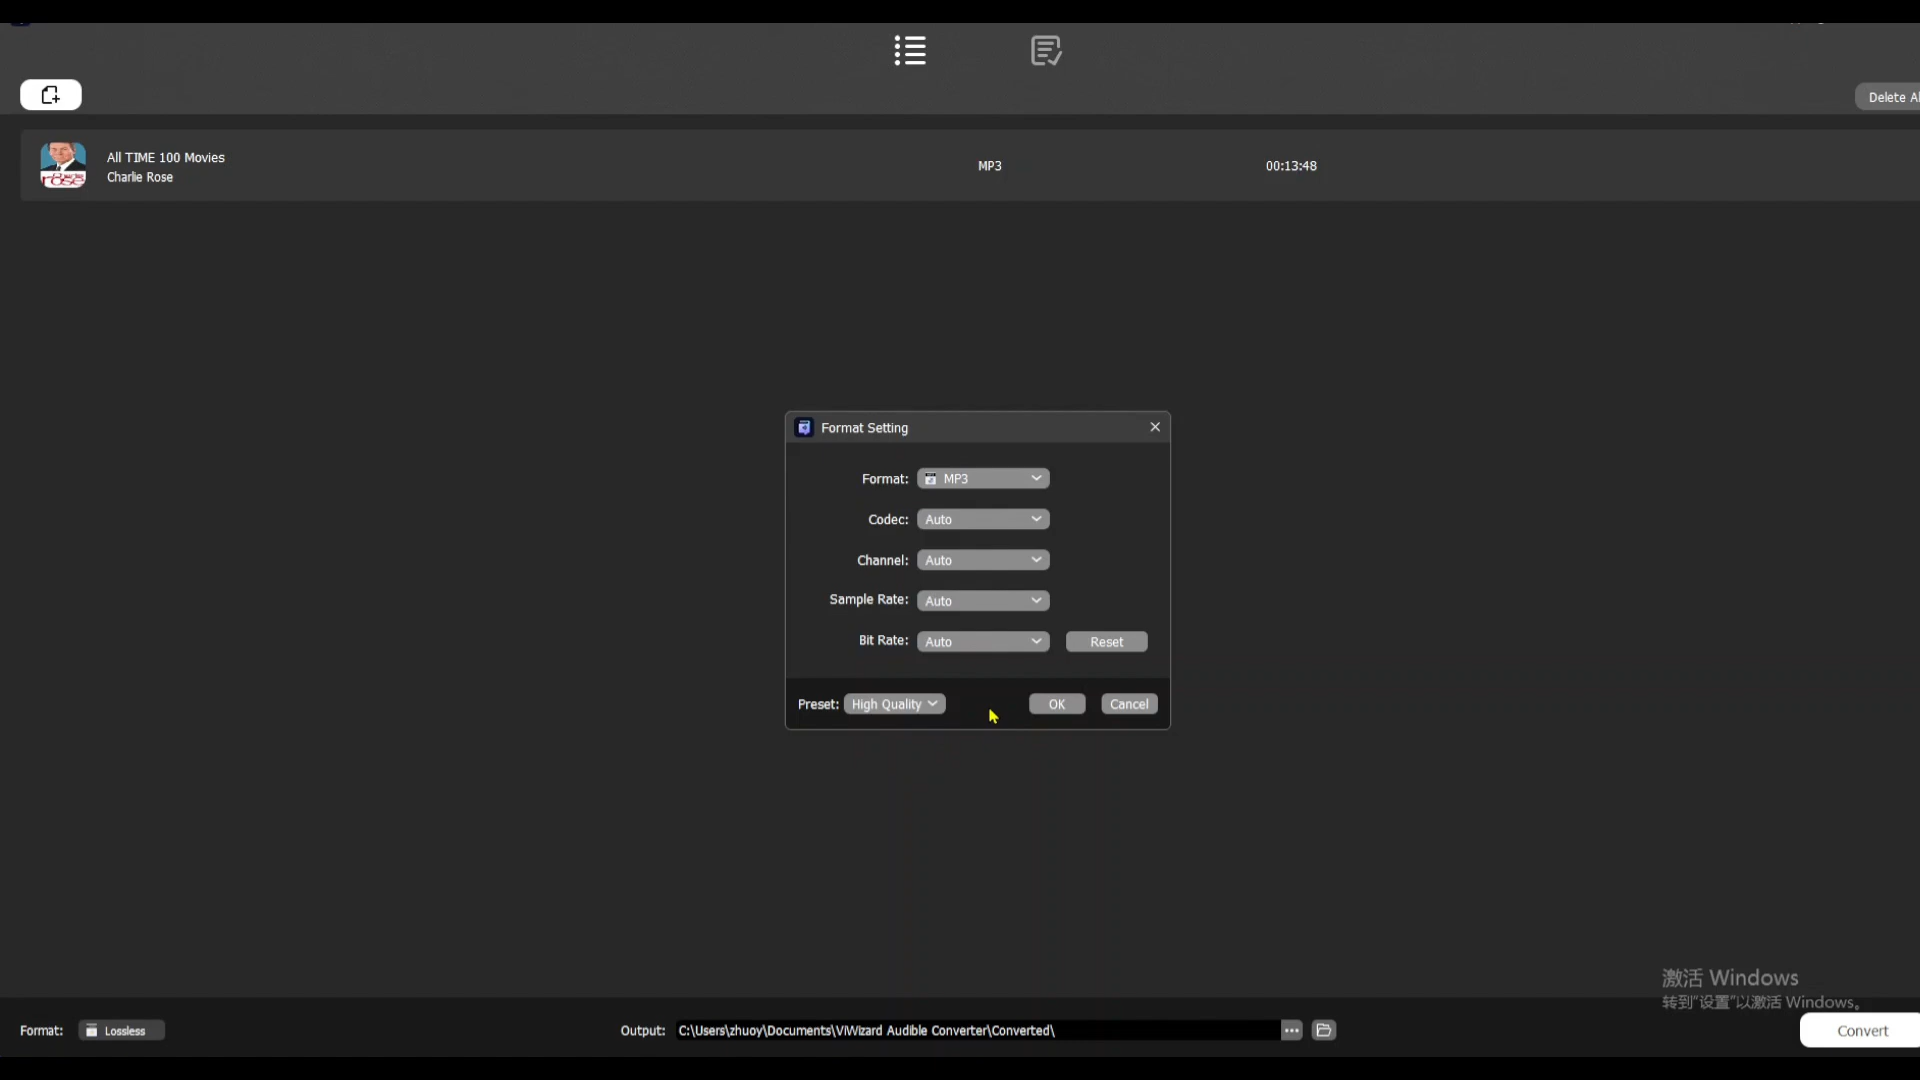 Delete Al
All TIME 100 Movies
Charlie Rose
MP3
00:13:48
rose
Format Setting
Format: MP3
Codec: Auto
Channel: Auto
Sample Rate: Auto
Bit Rate: Auto
Reset
Preset: High Quality
OK
Cancel
激活 Windows
转到"设置"以激活 Windows。
Format: Lossless
Output: C:\Users\zhuoy\Documents\ViWizard Audible Converter\Converted\
Convert